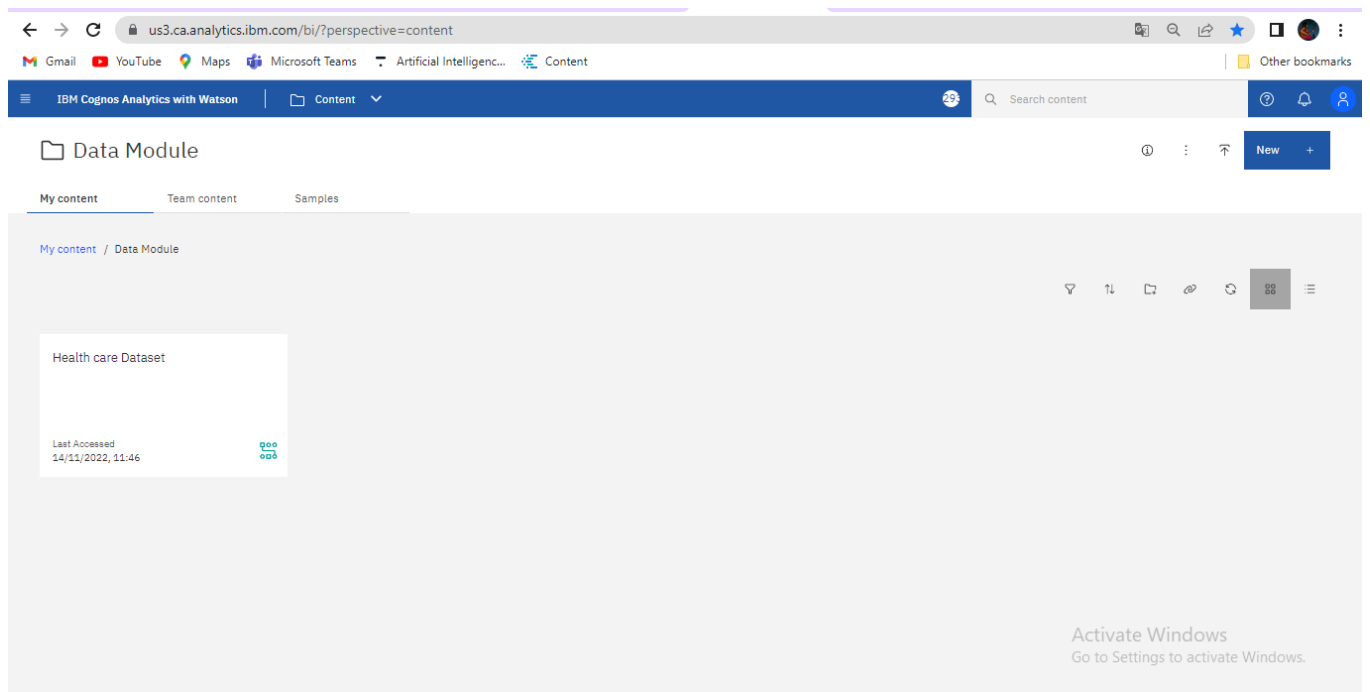 us3.ca.analytics.ibm.com/bi/?perspective=content
Gmail YouTube Maps Microsoft Teams Artificial Intelligenc... Content Other bookmarks
IBM Cognos Analytics with Watson Content 293 Search content
Data Module New +
My content Team content Samples
My content / Data Module
Health care Dataset
Last Accessed
14/11/2022, 11:46
Activate Windows
Go to Settings to activate Windows.